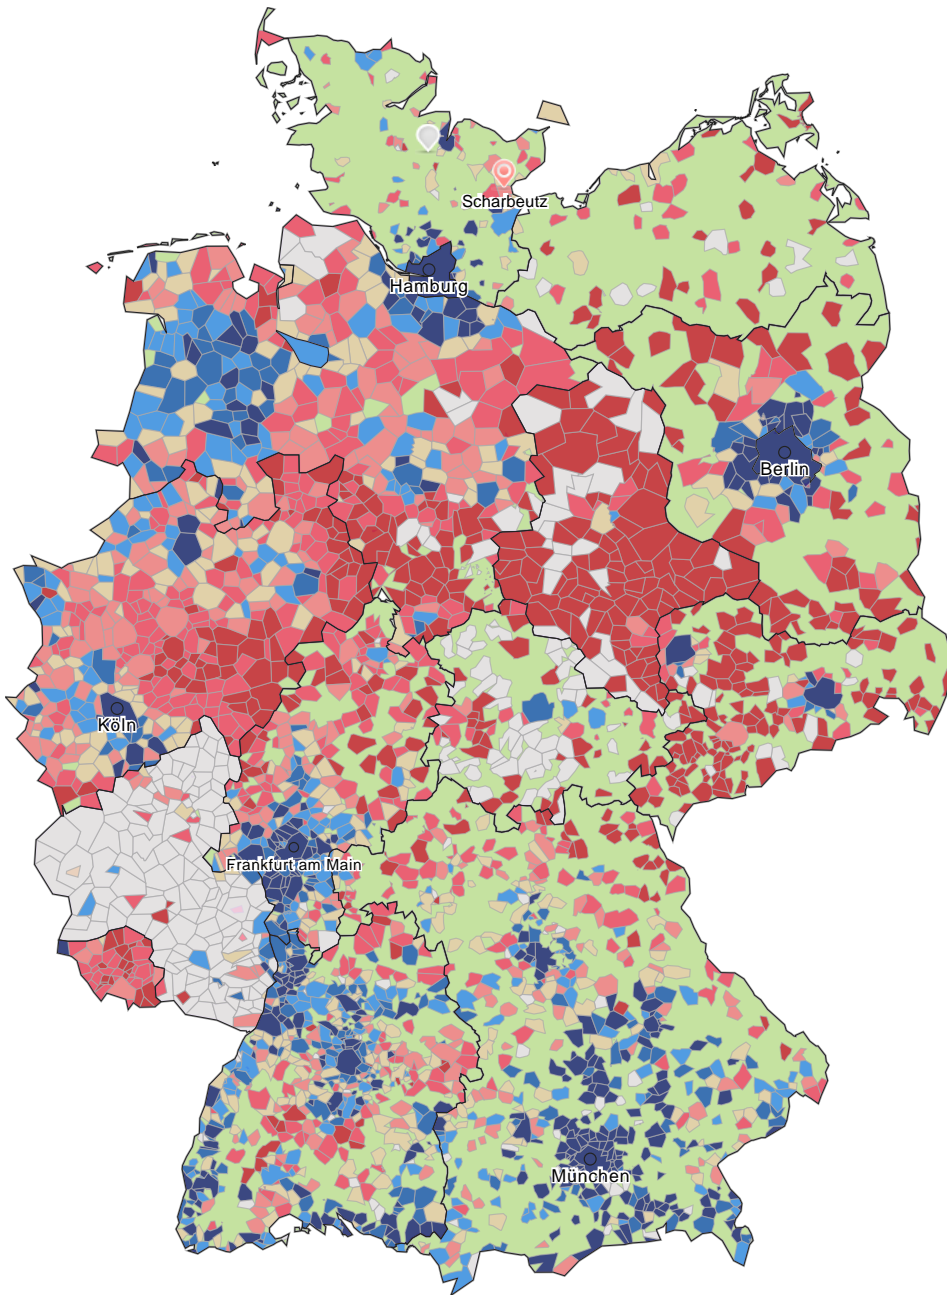 Scharbeutz
Hamburg
Berlin
Köln
Frankfurt am Main
München